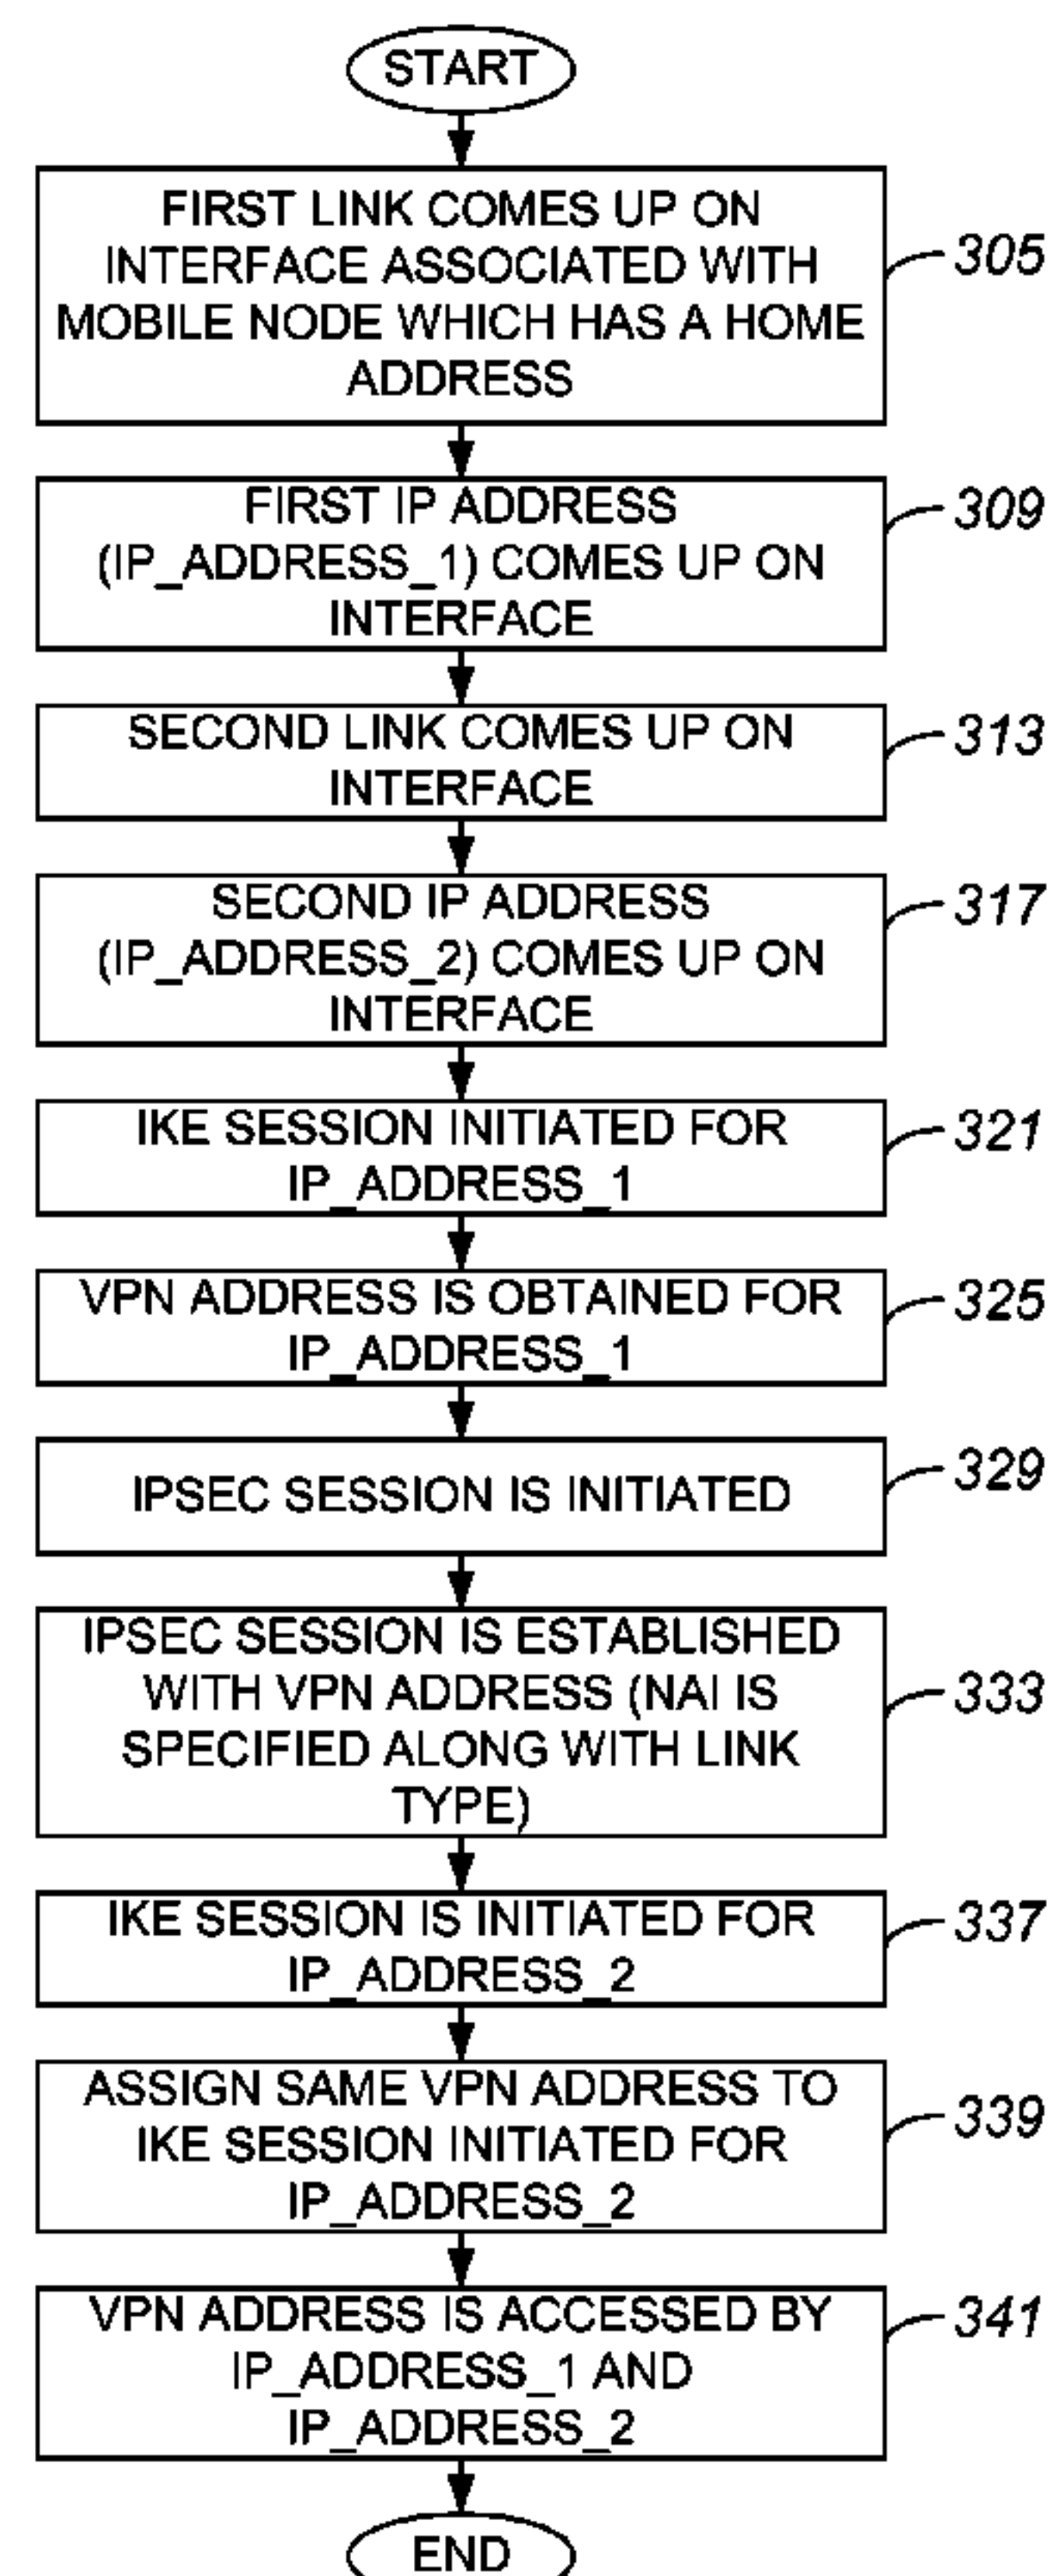 START
FIRST LINK COMES UP ON
INTERFACE ASSOCIATED WITH
MOBILE NODE WHICH HAS A HOME
ADDRESS
305
FIRST IP ADDRESS
(IP_ADDRESS_1) COMES UP ON
INTERFACE
309
SECOND LINK COMES UP ON
INTERFACE
313
SECOND IP ADDRESS
(IP_ADDRESS_2) COMES UP ON
INTERFACE
317
IKE SESSION INITIATED FOR
IP_ADDRESS_1
321
VPN ADDRESS IS OBTAINED FOR
IP_ADDRESS_1
325
IPSEC SESSION IS INITIATED
329
IPSEC SESSION IS ESTABLISHED
WITH VPN ADDRESS (NAI IS
SPECIFIED ALONG WITH LINK
TYPE)
333
IKE SESSION IS INITIATED FOR
IP_ADDRESS_2
337
ASSIGN SAME VPN ADDRESS TO
IKE SESSION INITIATED FOR
IP_ADDRESS_2
339
VPN ADDRESS IS ACCESSED BY
IP_ADDRESS_1 AND
IP_ADDRESS_2
341
END